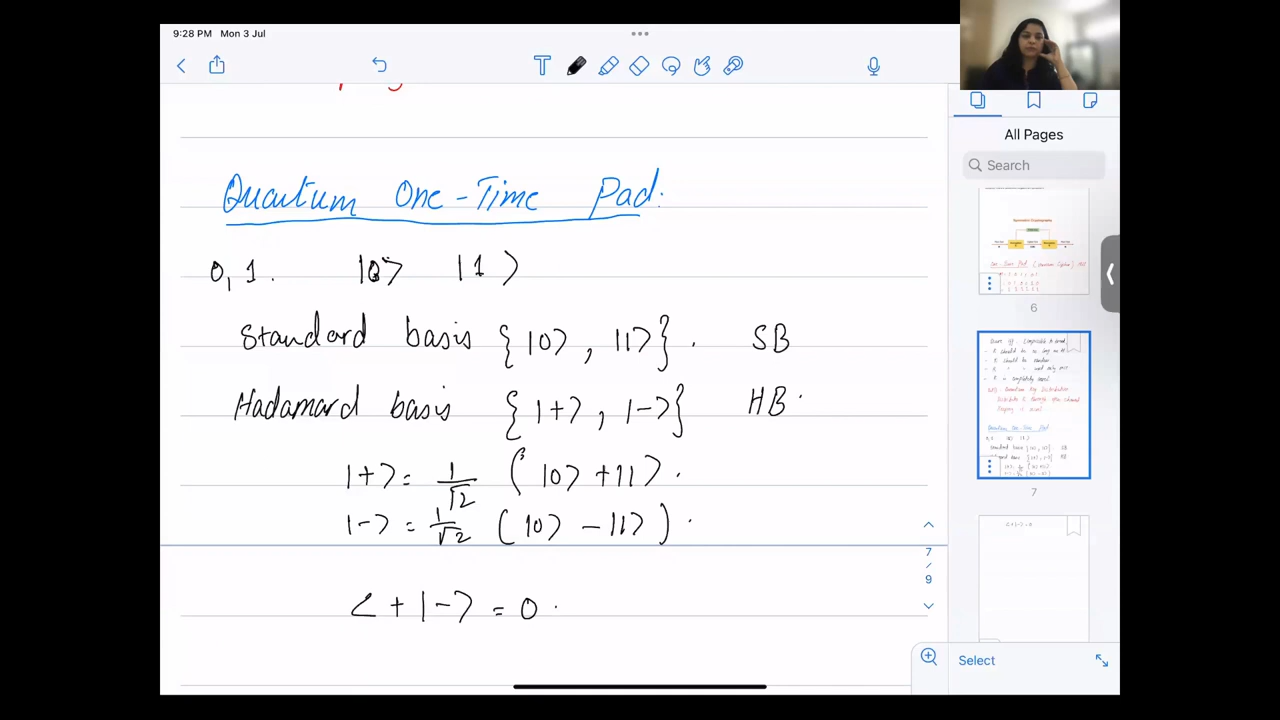 9:28 PM Mon 3 Jul
All Pages
Search
Quantum One-Time Pad:
0, 1. |0> |1>
Standard basis {|0>, |1>}. SB
Hadamard basis {|+>, |->} HB.
|+> = 1/√2 (|0> + |1>.
|-> = 1/√2 (|0> - |1>).
<+|-> = 0.
7
/
9
6
7
Select